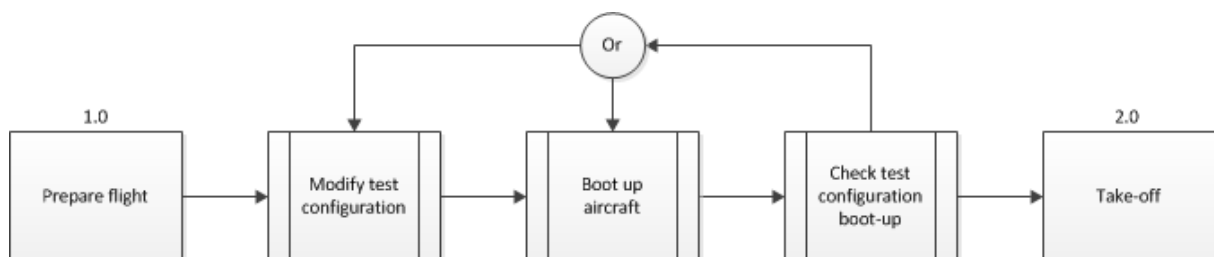 Or
1.0
2.0
Prepare flight
Modify test
configuration
Boot up
aircraft
Check test
configuration
boot-up
Take-off